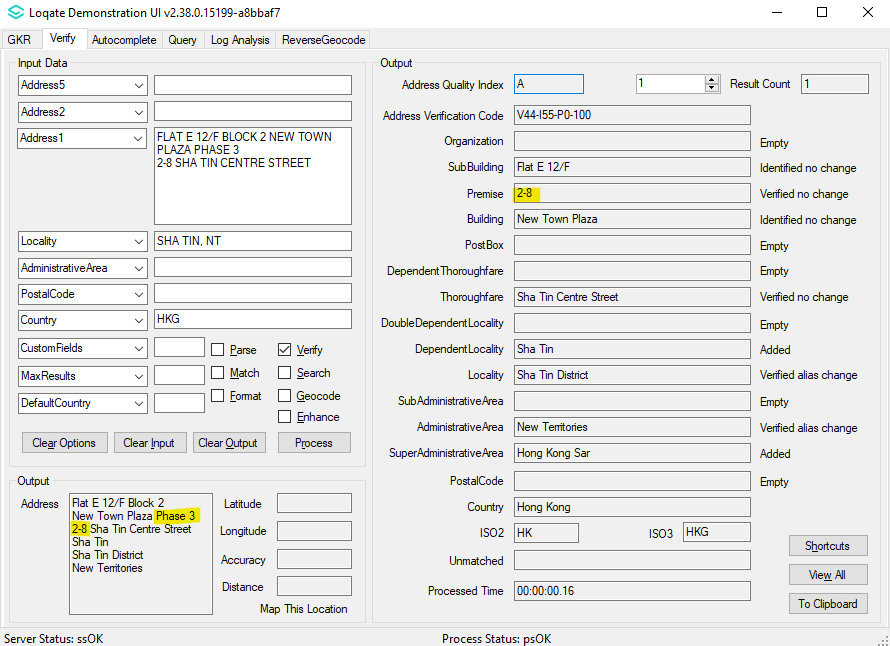 Loqate Demonstration UI v2.38.0.15199-a8bbaf7
GKR Verify Autocomplete Query Log Analysis ReverseGeocode
Input Data
Address5
Address2
Address1
FLAT E 12/F BLOCK 2 NEW TOWN
PLAZA PHASE 3
2-8 SHA TIN CENTRE STREET
Locality SHA TIN, NT
AdministrativeArea
PostalCode
Country HKG
CustomFields Parse Verify
MaxResults Match Search
DefaultCountry Format Geocode
Enhance
Clear Options Clear Input Clear Output Process
Output
Address
Flat E 12/F Block 2
New Town Plaza Phase 3
2-8 Sha Tin Centre Street
Sha Tin
Sha Tin District
New Territories
Latitude
Longitude
Accuracy
Distance
Map This Location
Output
Address Quality Index A 1 Result Count 1
Address Verification Code V44-I55-P0-100
Organization Empty
SubBuilding Flat E 12/F Identified no change
Premise 2-8 Verified no change
Building New Town Plaza Identified no change
PostBox Empty
DependentThoroughfare Empty
Thoroughfare Sha Tin Centre Street Verified no change
DoubleDependentLocality Empty
DependentLocality Sha Tin Added
Locality Sha Tin District Verified alias change
SubAdministrativeArea Empty
AdministrativeArea New Territories Verified alias change
SuperAdministrativeArea Hong Kong Sar Added
PostalCode Empty
Country Hong Kong
ISO2 HK ISO3 HKG
Unmatched
Processed Time 00:00:00.16
Shortcuts
View All
To Clipboard
Server Status: ssOK Process Status: psOK